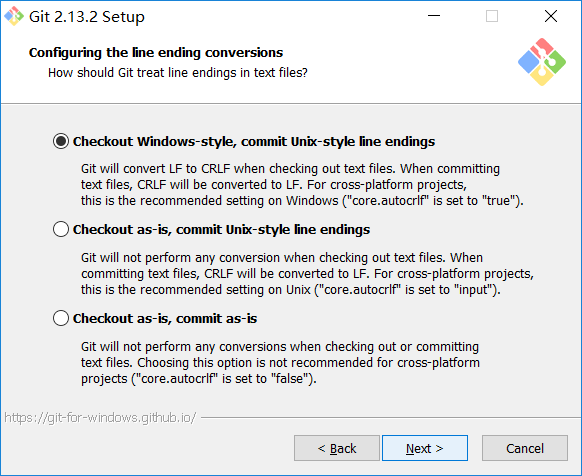 Git 2.13.2 Setup
Configuring the line ending conversions
How should Git treat line endings in text files?
Checkout Windows-style, commit Unix-style line endings
Git will convert LF to CRLF when checking out text files. When committing
text files, CRLF will be converted to LF. For cross-platform projects,
this is the recommended setting on Windows ("core.autocrlf" is set to "true").
Checkout as-is, commit Unix-style line endings
Git will not perform any conversion when checking out text files. When
committing text files, CRLF will be converted to LF. For cross-platform projects,
this is the recommended setting on Unix ("core.autocrlf" is set to "input").
Checkout as-is, commit as-is
Git will not perform any conversions when checking out or committing
text files. Choosing this option is not recommended for cross-platform
projects ("core.autocrlf" is set to "false").
https://git-for-windows.github.io/
< Back Next > Cancel